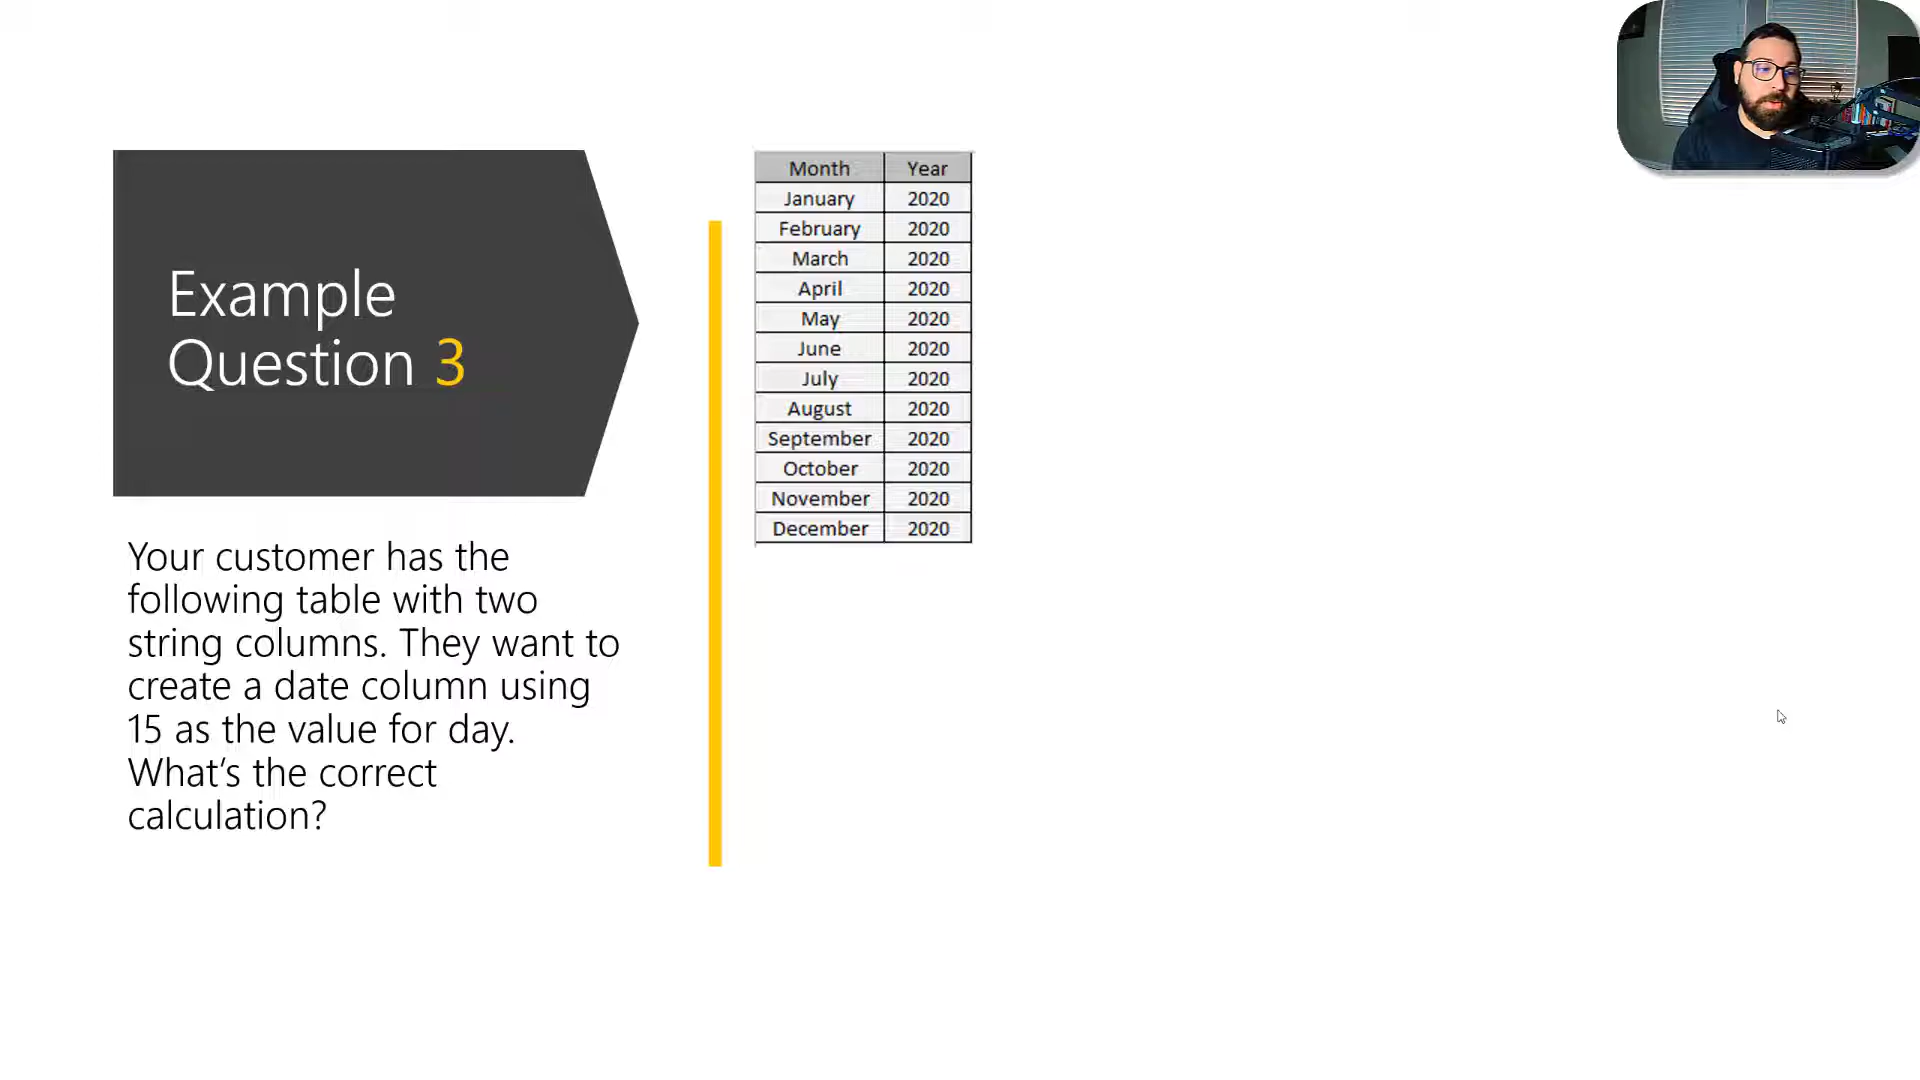 Example
Question 3
Your customer has the
following table with two
string columns. They want to
create a date column using
15 as the value for day.
What's the correct
calculation?
Month Year
January 2020
February 2020
March 2020
April 2020
May 2020
June 2020
July 2020
August 2020
September 2020
October 2020
November 2020
December 2020